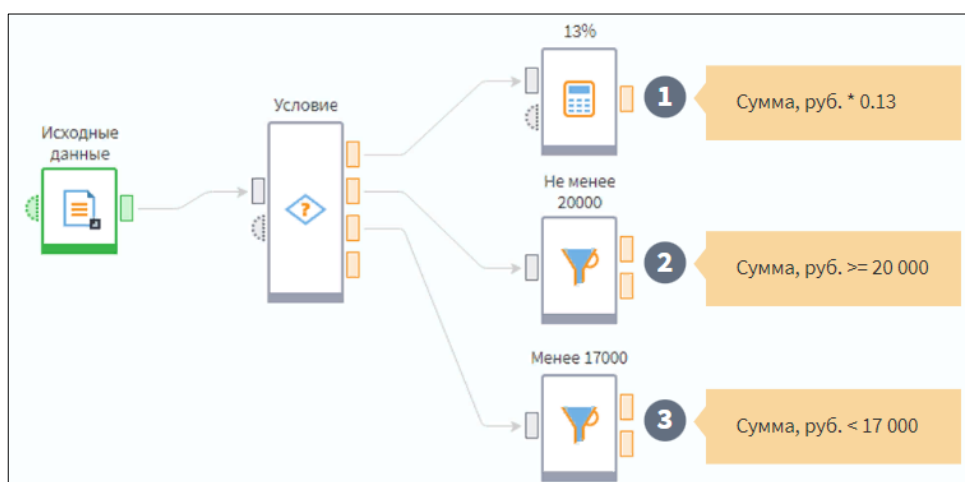 13%
1
Сумма, руб. * 0.13
Условие
?
Исходные
данные
Не менее
20000
2
Сумма, руб. >= 20 000
Менее 17000
3
Сумма, руб. < 17 000